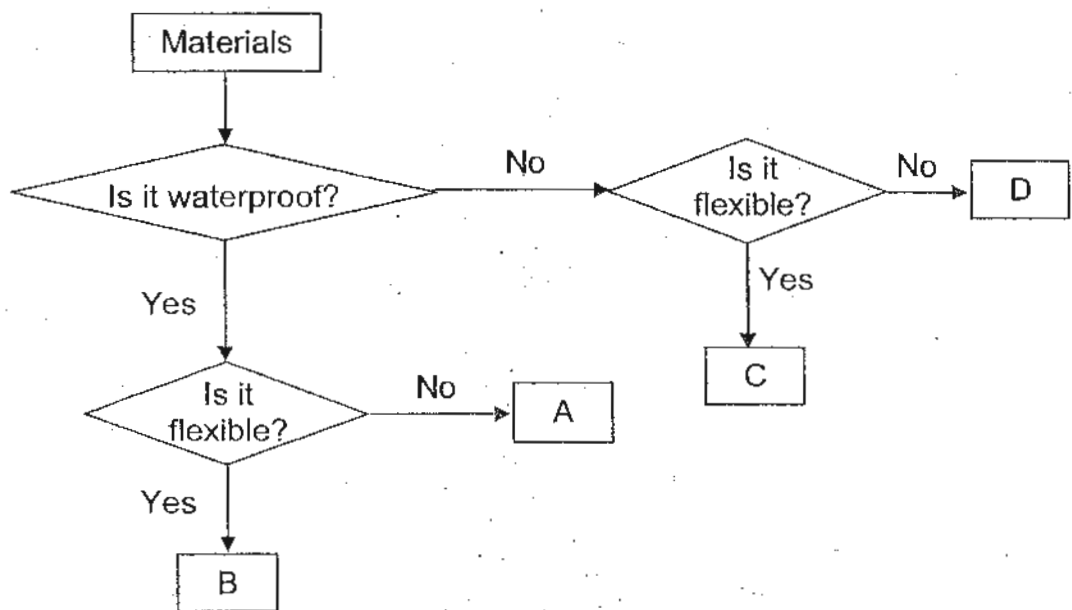 Materials
Is it waterproof?
No
Is it
flexible?
No
D
Yes
C
Yes
Is it
flexible?
No
A
Yes
B